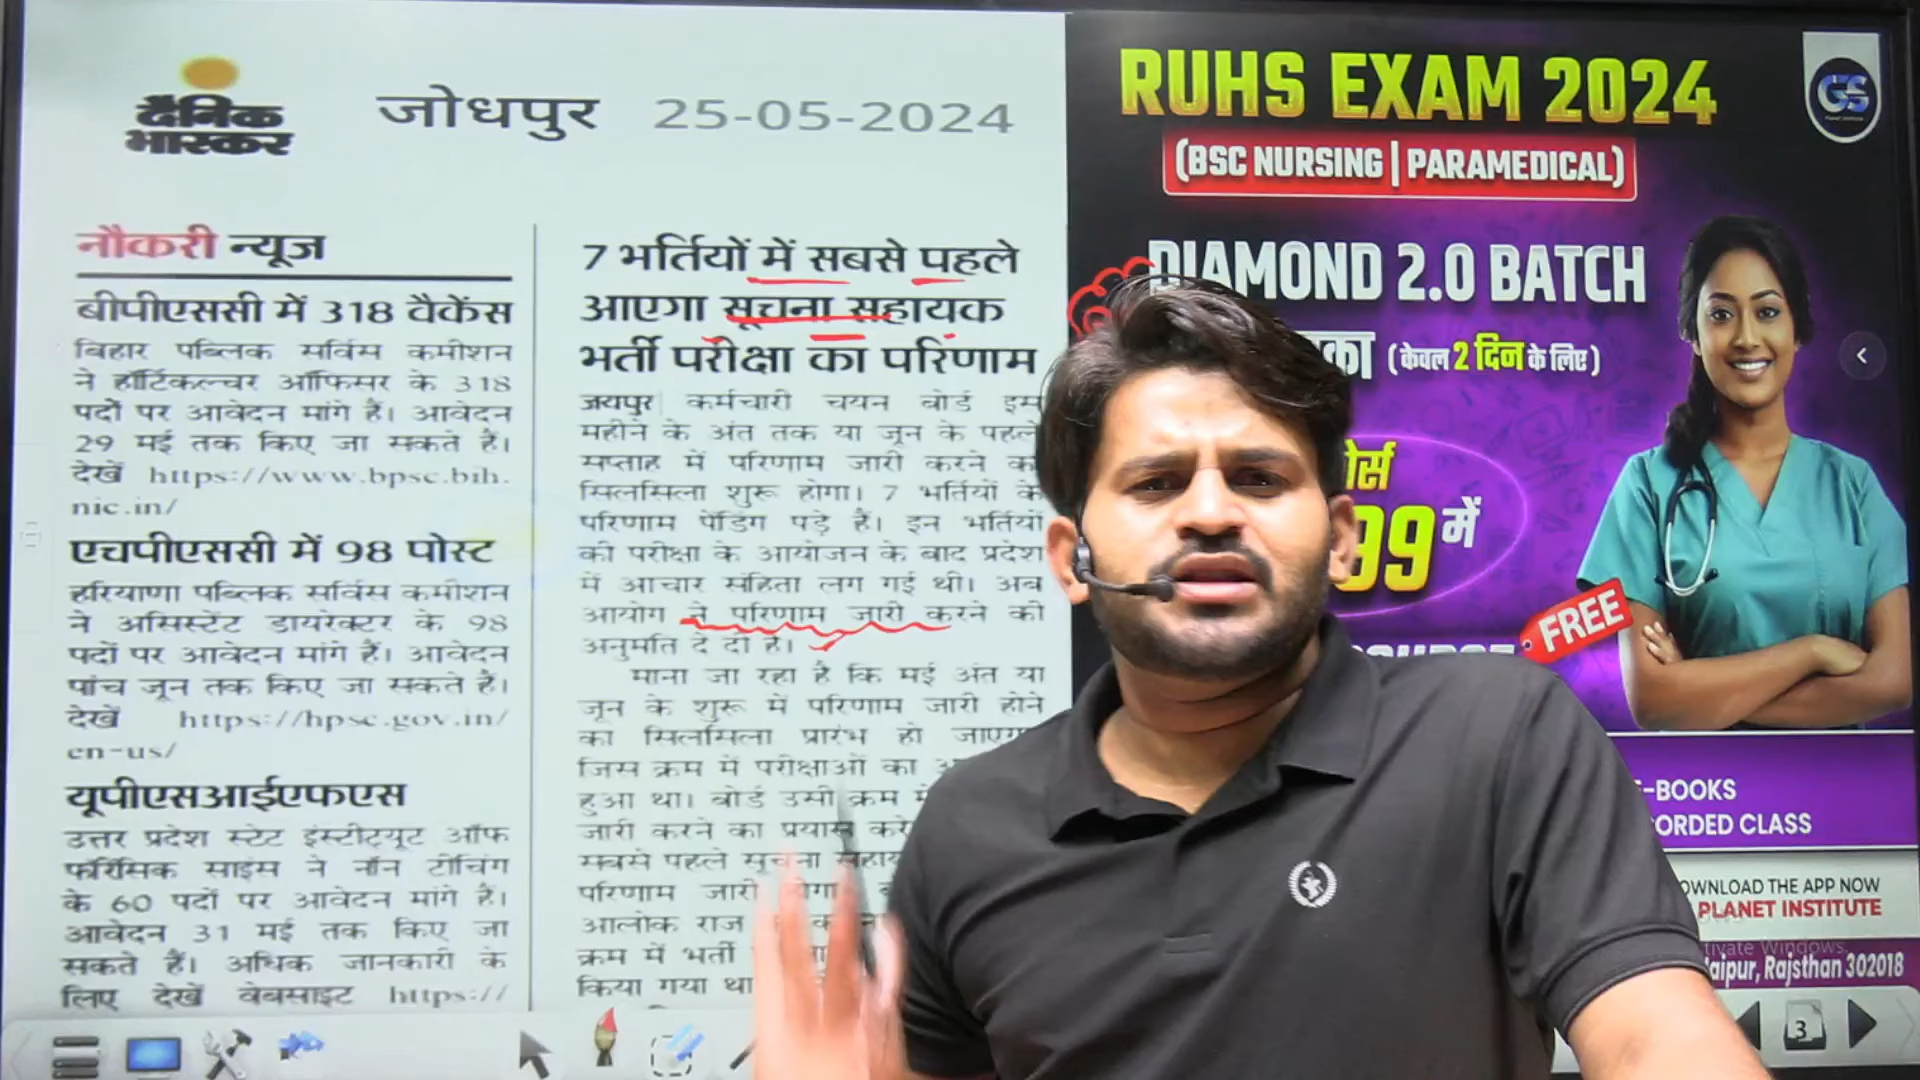 दैनिक
भास्कर
जोधपुर 25-05-2024
नौकरी न्यूज
बीपीएससी में 318 वैकेंस
बिहार पब्लिक सर्विस कमीशन
ने हॉर्टिकल्चर ऑफिसर के 318
पदों पर आवेदन मांगे हैं। आवेदन
29 मई तक किए जा सकते हैं।
देखें https://www.bpsc.bih.
nic.in/
एचपीएससी में 98 पोस्ट
हरियाणा पब्लिक सर्विस कमीशन
ने असिस्टेंट डायरेक्टर के 98
पदों पर आवेदन मांगे हैं। आवेदन
पांच जून तक किए जा सकते हैं।
देखें https://hpsc.gov.in/
en-us/
यूपीएसआईएफएस
उत्तर प्रदेश स्टेट इंस्टीट्यूट ऑफ
फॉरेंसिक साइंस ने नॉन टीचिंग
के 60 पदों पर आवेदन मांगे हैं।
आवेदन 31 मई तक किए जा
सकते हैं। अधिक जानकारी के
लिए देखें वेबसाइट https://
7 भर्तियों में सबसे पहले
आएगा सूचना सहायक
भर्ती परीक्षा का परिणाम
जयपुर| कर्मचारी चयन बोर्ड इस
महीने के अंत तक या जून के पहले
सप्ताह में परिणाम जारी करने का
सिलसिला शुरू होगा। 7 भर्तियों के
परिणाम पेंडिंग पड़े हैं। इन भर्तियों
की परीक्षा के आयोजन के बाद प्रदेश
में आचार संहिता लग गई थी। अब
आयोग ने परिणाम जारी करने की
अनुमति दे दी है।
माना जा रहा है कि मई अंत या
जून के शुरू में परिणाम जारी होने
का सिलसिला प्रारंभ हो
जिस क्रम में परीक्षाओं का
हुआ था। बोर्ड उसी क्रम
जारी करने का प्रयास
सबसे पहले सूचना
परिणाम जारी
आलोक राज
क्रम में भर्ती
किया गया था
RUHS EXAM 2024
(BSC NURSING | PARAMEDICAL)
GS
DIAMOND 2.0 BATCH
(केवल 2 दिन के लिए)
99 में
FREE
E-BOOKS
CORDED CLASS
DOWNLOAD THE APP NOW
PLANET INSTITUTE
Activate Windows
Jaipur, Rajsthan 302018
3